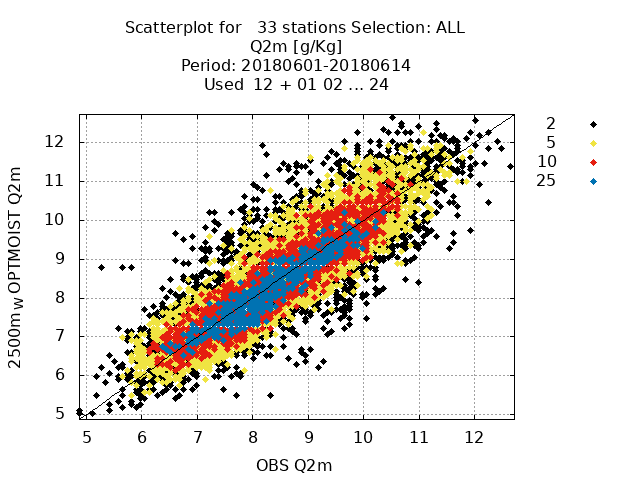 Scatterplot for   33 stations Selection: ALL
Q2m [g/Kg]
Period: 20180601-20180614
Used  12 + 01 02 ... 24
2
5
10
25
12
11
10
9
8
7
6
5
2500m_W OPTMOIST Q2m
5 6 7 8 9 10 11 12
OBS Q2m